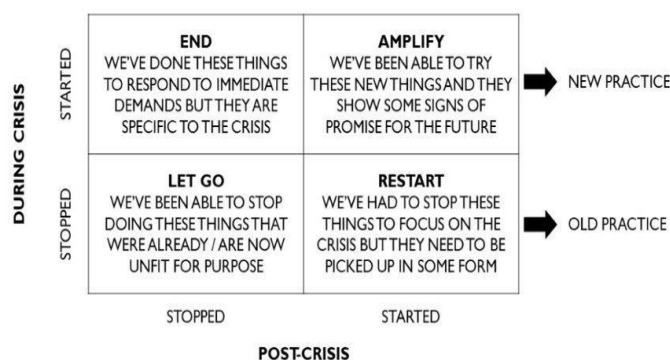 DURING CRISIS
STARTED
END
WE'VE DONE THESE THINGS
TO RESPOND TO IMMEDIATE
DEMANDS BUT THEY ARE
SPECIFIC TO THE CRISIS
AMPLIFY
WE'VE BEEN ABLE TO TRY
THESE NEW THINGS AND THEY
SHOW SOME SIGNS OF
PROMISE FOR THE FUTURE
NEW PRACTICE
STOPPED
LET GO
WE'VE BEEN ABLE TO STOP
DOING THESE THINGS THAT
WERE ALREADY / ARE NOW
UNFIT FOR PURPOSE
RESTART
WE'VE HAD TO STOP THESE
THINGS TO FOCUS ON THE
CRISIS BUT THEY NEED TO BE
PICKED UP IN SOME FORM
OLD PRACTICE
STOPPED
STARTED
POST-CRISIS